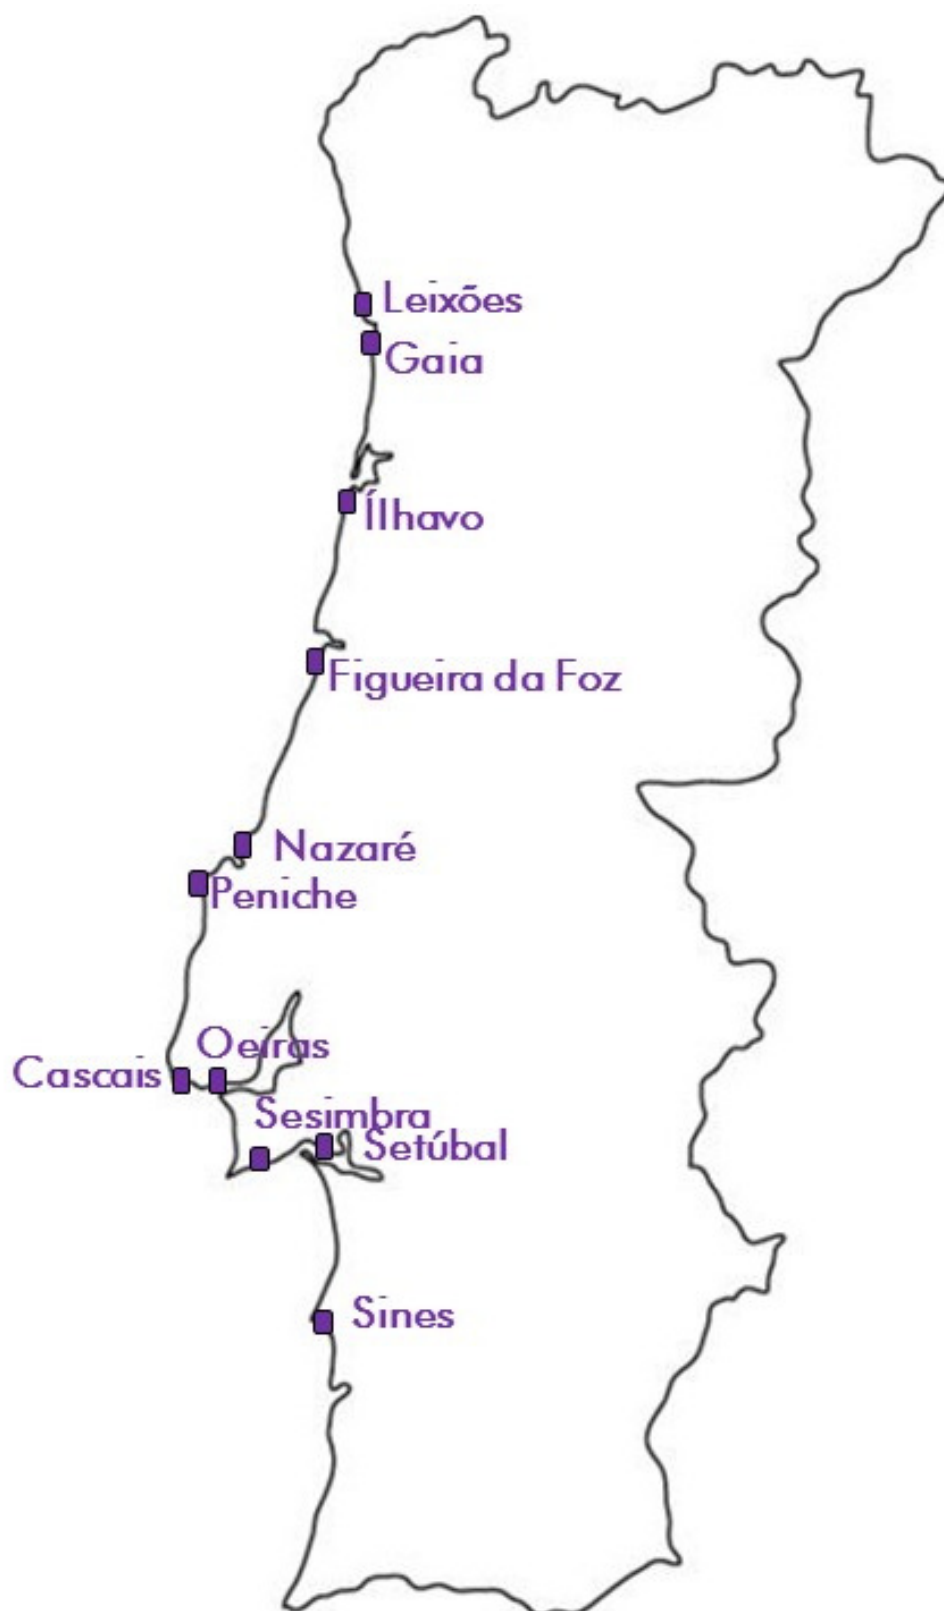 Leixões
Gaia
Ílhavo
Figueira da Foz
Nazaré
Peniche
Oeiras
Cascais
Sesimbra
Setúbal
Sines